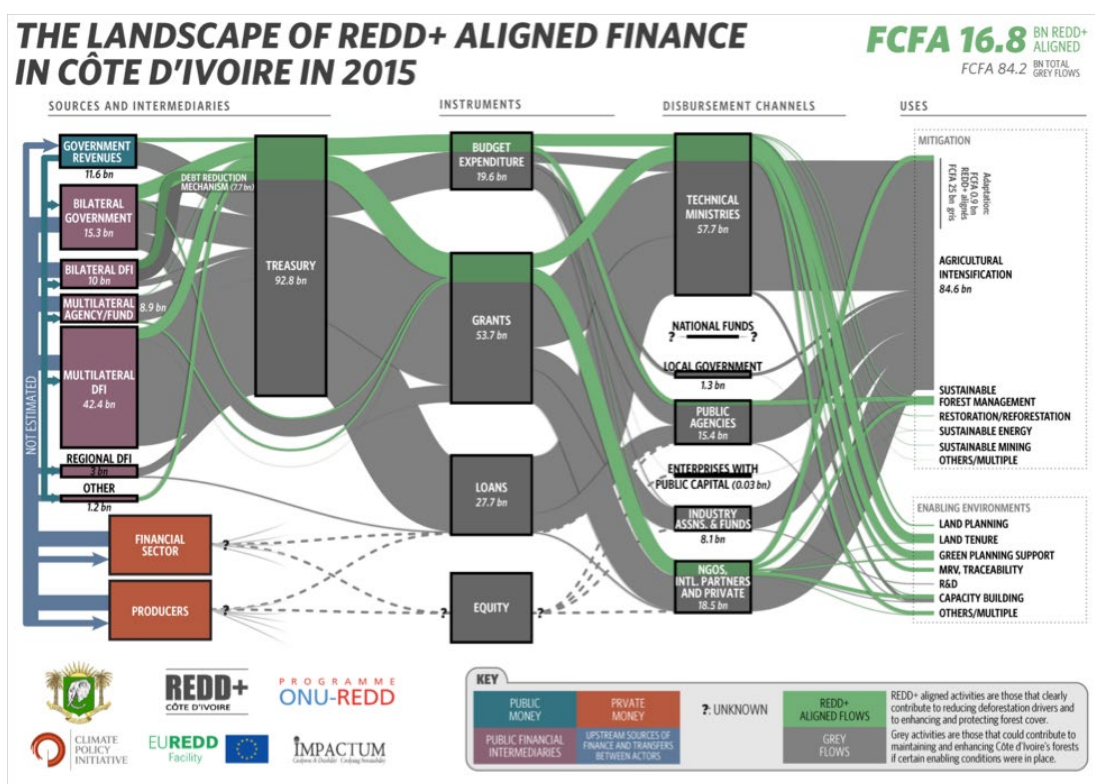 THE LANDSCAPE OF REDD+ ALIGNED FINANCE
IN CÔTE D'IVOIRE IN 2015
FCFA 16.8 BN REDD+ ALIGNED
FCFA 84.2 BN TOTAL GREY FLOWS
SOURCES AND INTERMEDIARIES
INSTRUMENTS
DISBURSEMENT CHANNELS
USES
GOVERNMENT
REVENUES
11.6 bn
BILATERAL
GOVERNMENT
15.3 bn
BILATERAL DFI
10 bn
MULTILATERAL
AGENCY/FUND
8.9 bn
MULTILATERAL
DFI
42.4 bn
REGIONAL DFI
3 bn
OTHER
1.2 bn
NOT ESTIMATED
FINANCIAL
SECTOR
?
PRODUCERS
?
DEBT REDUCTION
MECHANISM (7.7 bn)
TREASURY
92.8 bn
BUDGET
EXPENDITURE
19.6 bn
GRANTS
53.7 bn
LOANS
27.7 bn
? EQUITY ?
TECHNICAL
MINISTRIES
57.7 bn
NATIONAL FUNDS
? ?
LOCAL GOVERNMENT
1.3 bn
PUBLIC
AGENCIES
15.4 bn
ENTERPRISES WITH
PUBLIC CAPITAL (0.03 bn)
INDUSTRY
ASSNS. & FUNDS
8.1 bn
NGOS,
INTL. PARTNERS
AND PRIVATE
18.5 bn
MITIGATION
Adaptation:
FCFA 0.9 bn
REDD+ alignés
FCFA 25 bn gris
AGRICULTURAL
INTENSIFICATION
84.6 bn
SUSTAINABLE
FOREST MANAGEMENT
RESTORATION/REFORESTATION
SUSTAINABLE ENERGY
SUSTAINABLE MINING
OTHERS/MULTIPLE
ENABLING ENVIRONMENTS
LAND PLANNING
LAND TENURE
GREEN PLANNING SUPPORT
MRV, TRACEABILITY
R&D
CAPACITY BUILDING
OTHERS/MULTIPLE
REDD+
CÔTE D'IVOIRE
PROGRAMME
ONU-REDD
CLIMATE
POLICY
INITIATIVE
EUREDD
Facility
IMPACTUM
KEY
PUBLIC
MONEY
PRIVATE
MONEY
PUBLIC FINANCIAL
INTERMEDIARIES
UPSTREAM SOURCES OF
FINANCE AND TRANSFERS
BETWEEN ACTORS
?: UNKNOWN
REDD+
ALIGNED FLOWS
GREY
FLOWS
REDD+ aligned activities are those that clearly
contribute to reducing deforestation drivers and
to enhancing and protecting forest cover.
Grey activities are those that could contribute to
maintaining and enhancing Côte d'Ivoire's forests
if certain enabling conditions were in place.